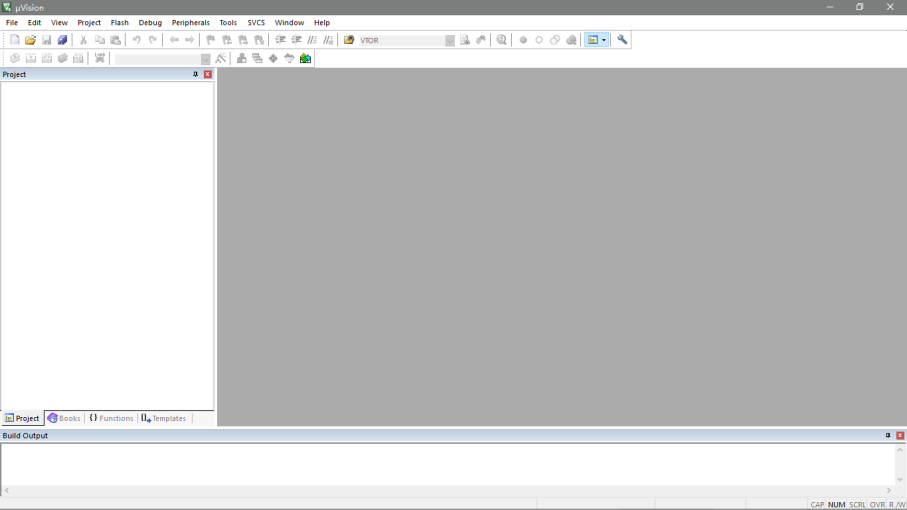 µVision
File Edit View Project Flash Debug Peripherals Tools SVCS Window Help
VTOR
LOAD
Project
Project Books {} Functions Templates
Build Output
CAP NUM SCRL OVR R/W